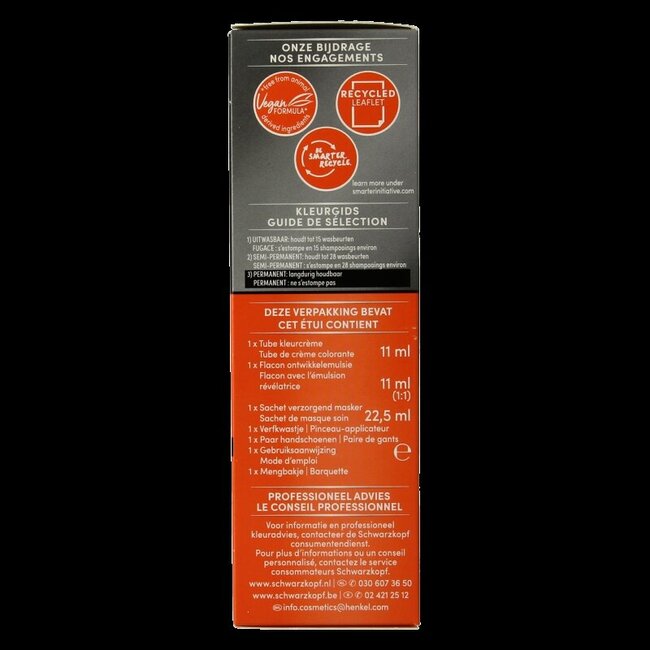 ONZE BIJDRAGE
NOS ENGAGEMENTS
**free from animal
Vegan
FORMULA**
derived ingredients
RECYCLED
LEAFLET
BE
SMARTER.
RECYCLE.
learn more under
smarterinitiative.com
KLEURGIDS
GUIDE DE SÉLECTION
1) UITWASBAAR: houdt tot 15 wasbeurten
FUGACE : s'estompe en 15 shampooings environ
2) SEMI-PERMANENT: houdt tot 28 wasbeurten
SEMI-PERMANENT : s'estompe en 28 shampooings environ
3) PERMANENT: langdurig houdbaar
PERMANENT : ne s'estompe pas
DEZE VERPAKKING BEVAT
CET ÉTUI CONTIENT
1 x Tube kleurcrème
Tube de crème colorante 11 ml
1 x Flacon ontwikkelemulsie
Flacon avec l'émulsion
révélatrice 11 ml
(1:1)
1 x Sachet verzorgend masker
Sachet de masque soin 22,5 ml
1 x Verfkwastje | Pinceau-applicateur
1 x Paar handschoenen | Paire de gants
1 x Gebruiksaanwijzing
Mode d'emploi ℮
1 x Mengbakje | Barquette
PROFESSIONEEL ADVIES
LE CONSEIL PROFESSIONNEL
Voor informatie en professioneel
kleuradvies, contacteer de Schwarzkopf
consumentendienst.
Pour plus d'informations ou un conseil
personnalisé, contactez le service
consommateurs Schwarzkopf.
www.schwarzkopf.nl | NL ✆ 030 607 36 50
www.schwarzkopf.be | BE ✆ 02 421 25 12
✉ info.cosmetics@henkel.com